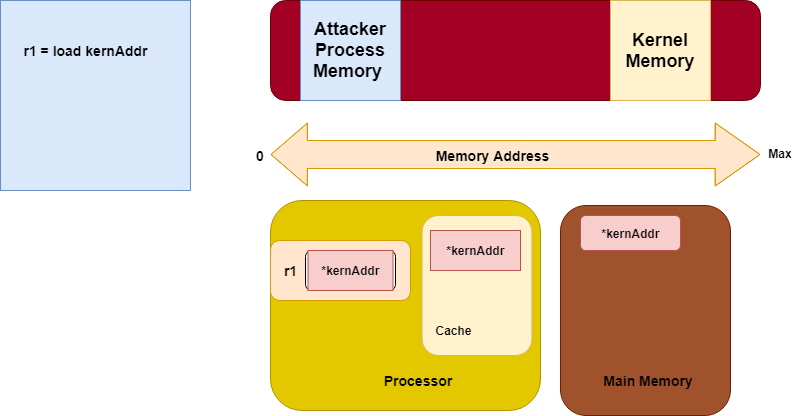 r1 = load kernAddr
Attacker
Process
Memory
Kernel
Memory
0
Memory Address
Max
r1
*kernAddr
*kernAddr
Cache
Processor
*kernAddr
Main Memory